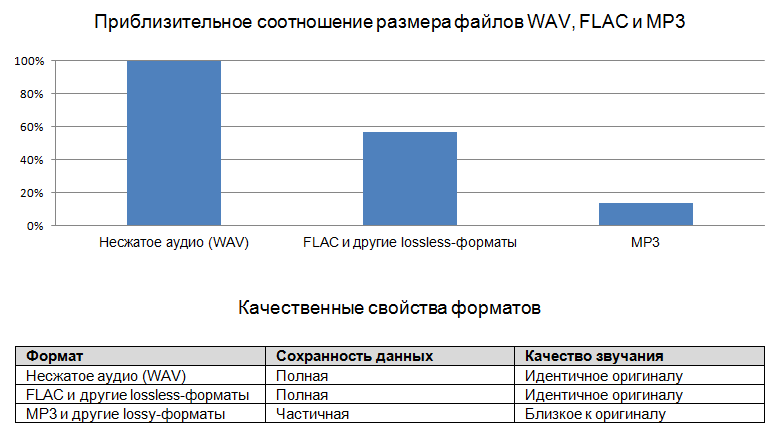 Приблизительное соотношение размера файлов WAV, FLAC и MP3
100%
80%
60%
40%
20%
0%
Несжатое аудио (WAV) FLAC и другие lossless-форматы MP3
Качественные свойства форматов
Формат Сохранность данных Качество звучания
Несжатое аудио (WAV) Полная Идентичное оригиналу
FLAC и другие lossless-форматы Полная Идентичное оригиналу
MP3 и другие lossy-форматы Частичная Близкое к оригиналу